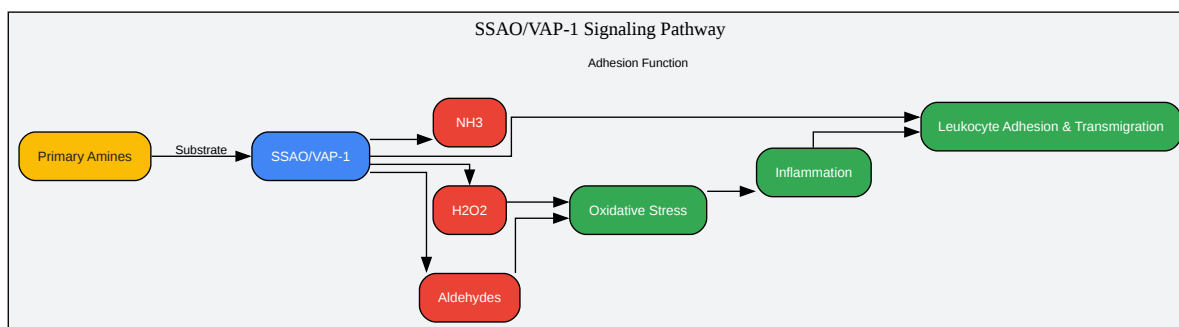 SSAO/VAP-1 Signaling Pathway
Adhesion Function
NH3
Leukocyte Adhesion & Transmigration
Primary Amines
Substrate
SSAO/VAP-1
Inflammation
H2O2
Oxidative Stress
Aldehydes